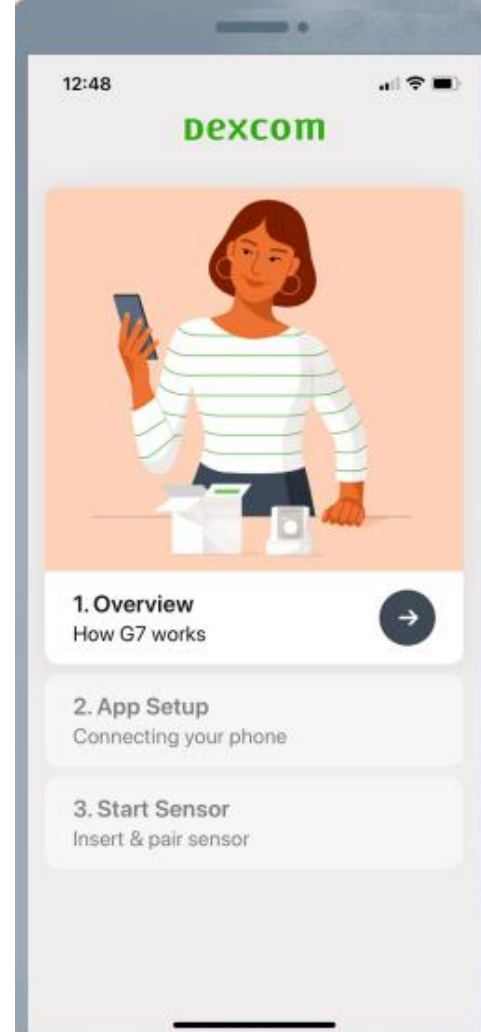 12:48
Dexcom
1. Overview
How G7 works
2. App Setup
Connecting your phone
3. Start Sensor
Insert & pair sensor